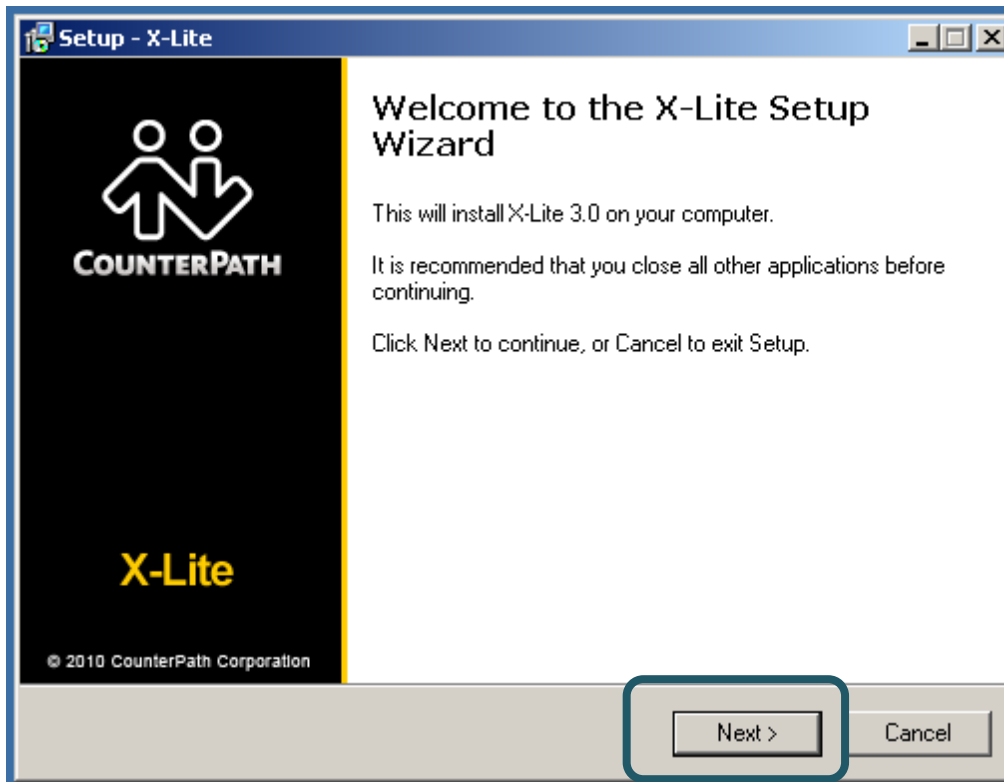 Setup - X-Lite
Welcome to the X-Lite Setup
Wizard
This will install X-Lite 3.0 on your computer.
It is recommended that you close all other applications before
continuing.
Click Next to continue, or Cancel to exit Setup.
COUNTERPATH
X-Lite
© 2010 CounterPath Corporation
Next >
Cancel